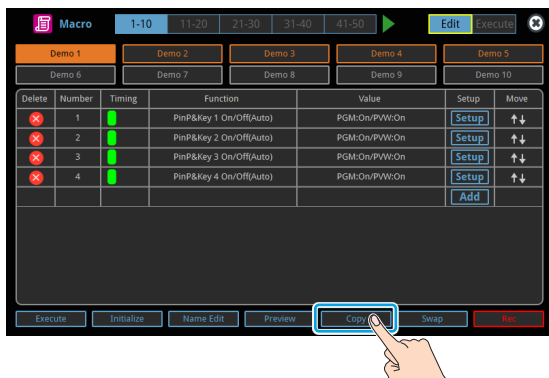 Macro 1-10 11-20 21-30 31-40 41-50 Edit Execute
Demo 1 Demo 2 Demo 3 Demo 4 Demo 5
Demo 6 Demo 7 Demo 8 Demo 9 Demo 10
Delete Number Timing Function Value Setup Move
1 PinP&Key 1 On/Off(Auto) PGM:On/PVW:On Setup
2 PinP&Key 2 On/Off(Auto) PGM:On/PVW:On Setup
3 PinP&Key 3 On/Off(Auto) PGM:On/PVW:On Setup
4 PinP&Key 4 On/Off(Auto) PGM:On/PVW:On Setup
Add
Execute Initialize Name Edit Preview Copy Swap Rec